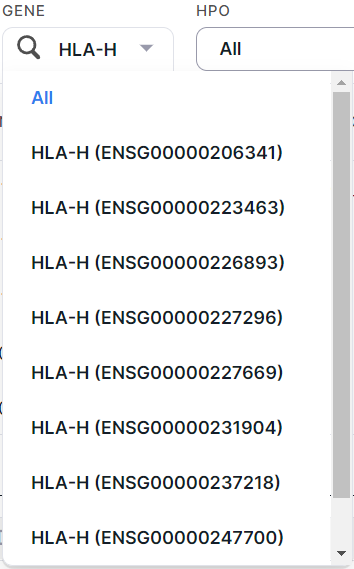 GENE
HPO
HLA-H
All
All
HLA-H (ENSG00000206341)
HLA-H (ENSG00000223463)
HLA-H (ENSG00000226893)
HLA-H (ENSG00000227296)
HLA-H (ENSG00000227669)
HLA-H (ENSG00000231904)
HLA-H (ENSG00000237218)
HLA-H (ENSG00000247700)